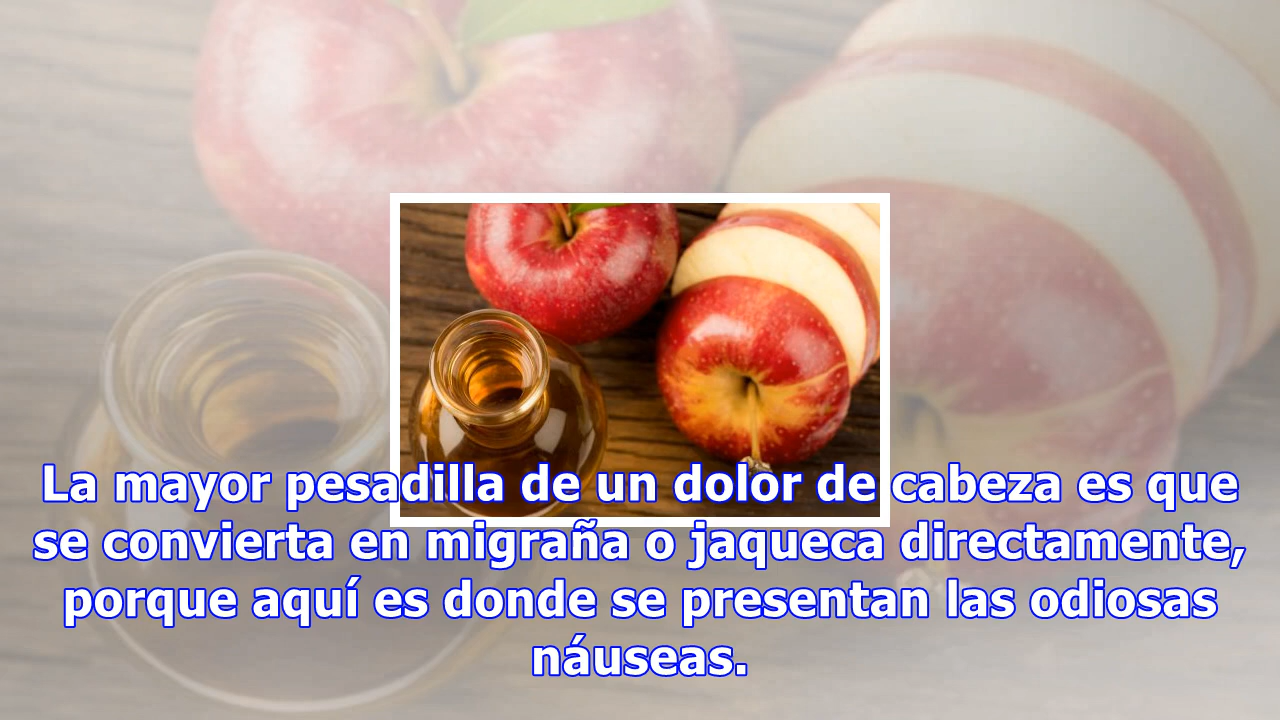 La mayor pesadilla de un dolor de cabeza es que
se convierta en migraña o jaqueca directamente,
porque aquí es donde se presentan las odiosas
náuseas.